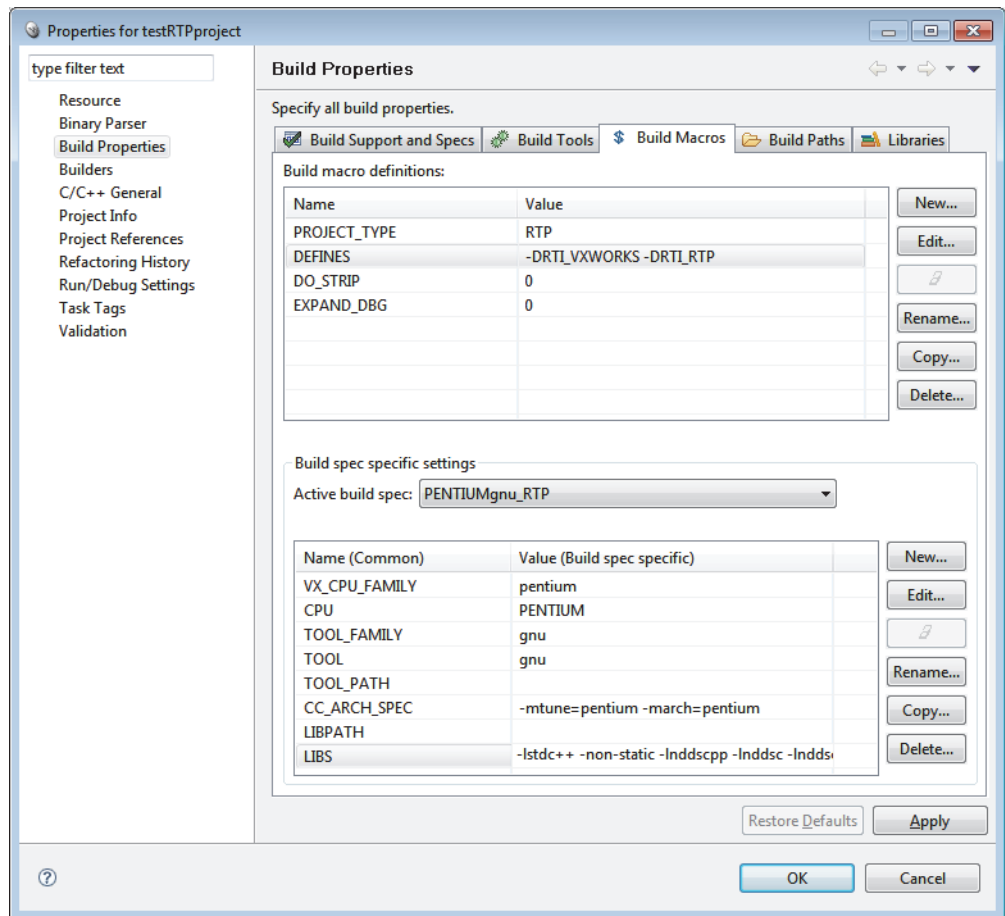 Properties for testRTPproject
type filter text
Resource
Binary Parser
Build Properties
Builders
C/C++ General
Project Info
Project References
Refactoring History
Run/Debug Settings
Task Tags
Validation
Build Properties
Specify all build properties.
Build Support and Specs Build Tools $ Build Macros Build Paths Libraries
Build macro definitions:
Name Value
PROJECT_TYPE RTP
DEFINES -DRTI_VXWORKS -DRTI_RTP
DO_STRIP 0
EXPAND_DBG 0
New...
Edit...
Rename...
Copy...
Delete...
Build spec specific settings
Active build spec: PENTIUMgnu_RTP
Name (Common) Value (Build spec specific)
VX_CPU_FAMILY pentium
CPU PENTIUM
TOOL_FAMILY gnu
TOOL gnu
TOOL_PATH
CC_ARCH_SPEC -mtune=pentium -march=pentium
LIBPATH
LIBS -lstdc++ -non-static -lnddscpp -lnddsc -lndds
New...
Edit...
Rename...
Copy...
Delete...
Restore Defaults Apply
? OK Cancel